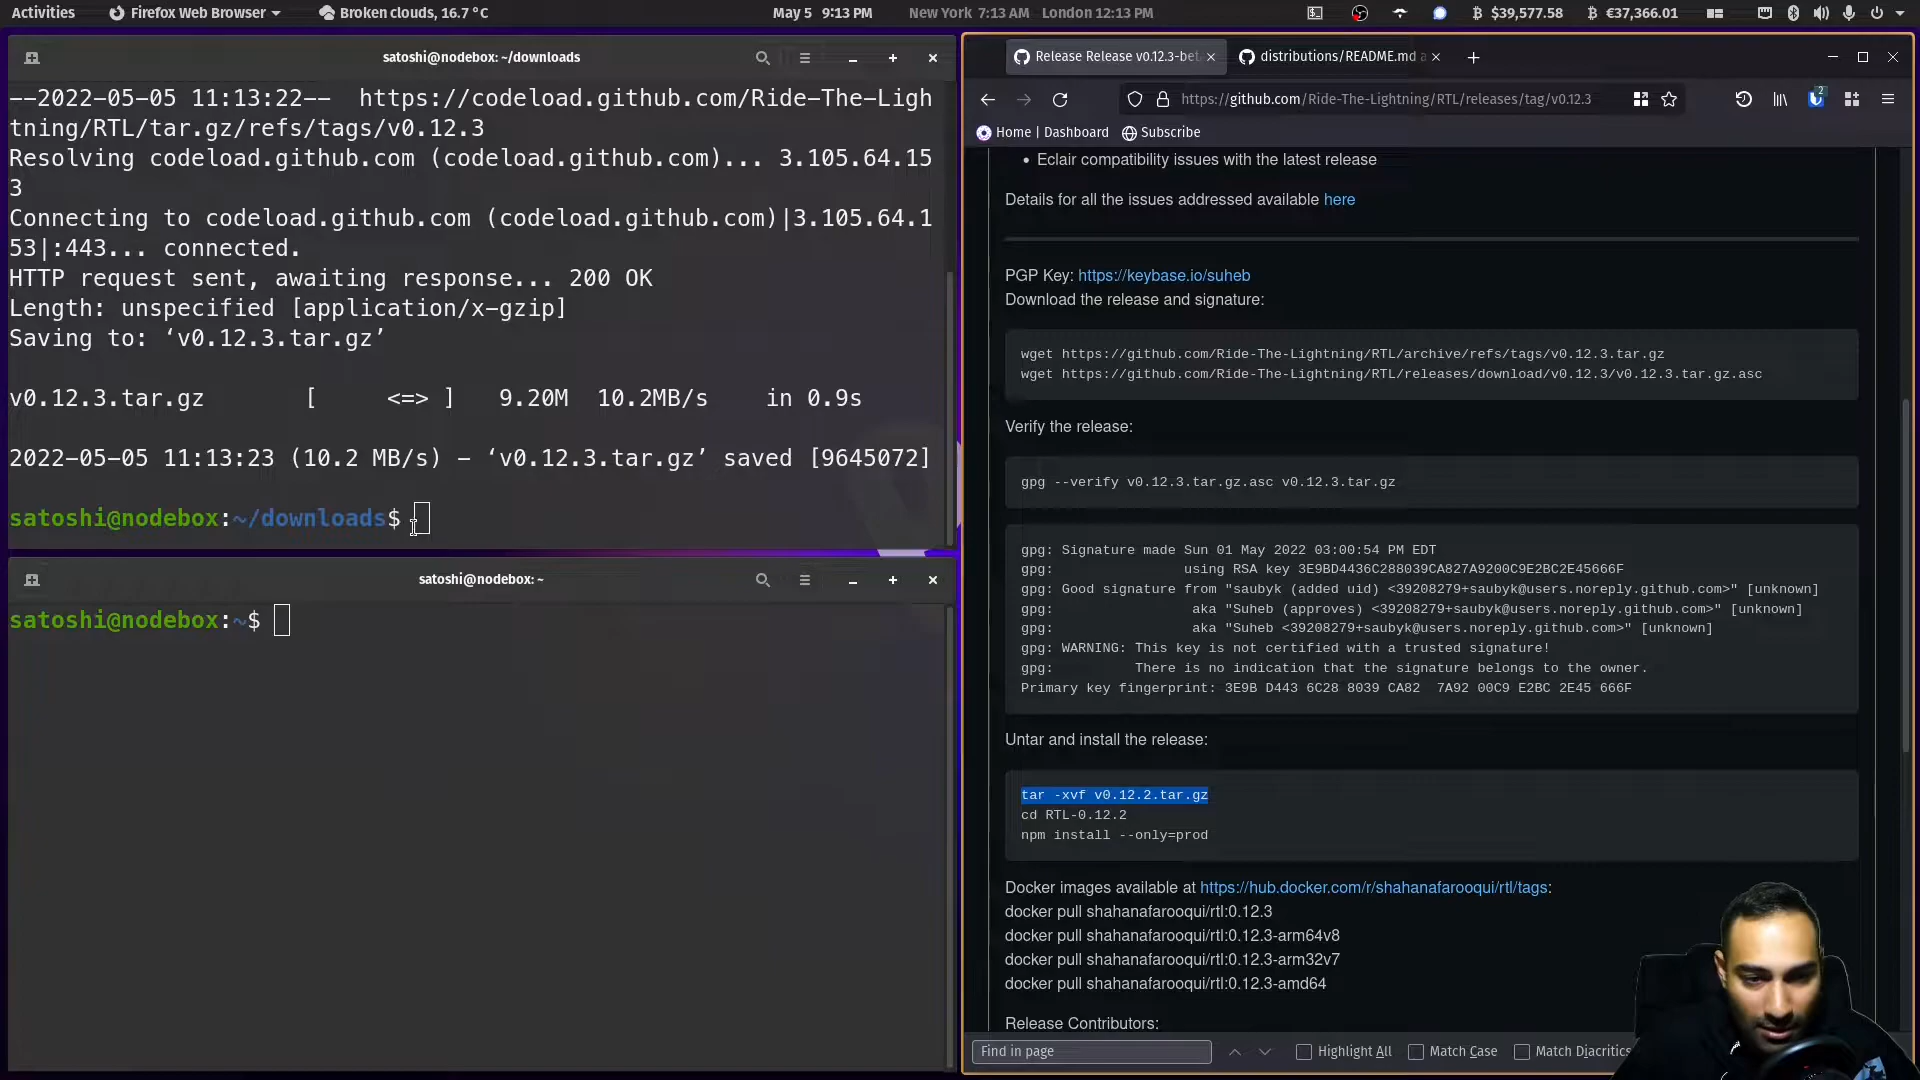 Activities
Firefox Web Browser
Broken clouds, 16.7 °C
May 5 9:13 PM
New York 7:13 AM London 12:13 PM
$39,577.58
€37,366.01
satoshi@nodebox: ~/downloads
--2022-05-05 11:13:22-- https://codeload.github.com/Ride-The-Ligh
tning/RTL/tar.gz/refs/tags/v0.12.3
Resolving codeload.github.com (codeload.github.com)... 3.105.64.15
3
Connecting to codeload.github.com (codeload.github.com)|3.105.64.1
53|:443... connected.
HTTP request sent, awaiting response... 200 OK
Length: unspecified [application/x-gzip]
Saving to: ‘v0.12.3.tar.gz’
v0.12.3.tar.gz [ <=> ] 9.20M 10.2MB/s in 0.9s
2022-05-05 11:13:23 (10.2 MB/s) - ‘v0.12.3.tar.gz’ saved [9645072]
satoshi@nodebox:~/downloads$
satoshi@nodebox: ~
satoshi@nodebox:~$
Release Release v0.12.3-bet
distributions/README.md a
https://github.com/Ride-The-Lightning/RTL/releases/tag/v0.12.3
2
Home | Dashboard
Subscribe
• Eclair compatibility issues with the latest release
Details for all the issues addressed available here
PGP Key: https://keybase.io/suheb
Download the release and signature:
wget https://github.com/Ride-The-Lightning/RTL/archive/refs/tags/v0.12.3.tar.gz
wget https://github.com/Ride-The-Lightning/RTL/releases/download/v0.12.3/v0.12.3.tar.gz.asc
Verify the release:
gpg --verify v0.12.3.tar.gz.asc v0.12.3.tar.gz
gpg: Signature made Sun 01 May 2022 03:00:54 PM EDT
gpg: using RSA key 3E9BD4436C288039CA827A9200C9E2BC2E45666F
gpg: Good signature from "saubyk (added uid) <39208279+saubyk@users.noreply.github.com>" [unknown]
gpg: aka "Suheb (approves) <39208279+saubyk@users.noreply.github.com>" [unknown]
gpg: aka "Suheb <39208279+saubyk@users.noreply.github.com>" [unknown]
gpg: WARNING: This key is not certified with a trusted signature!
gpg: There is no indication that the signature belongs to the owner.
Primary key fingerprint: 3E9B D443 6C28 8039 CA82 7A92 00C9 E2BC 2E45 666F
Untar and install the release:
tar -xvf v0.12.2.tar.gz
cd RTL-0.12.2
npm install --only=prod
Docker images available at https://hub.docker.com/r/shahanafarooqui/rtl/tags:
docker pull shahanafarooqui/rtl:0.12.3
docker pull shahanafarooqui/rtl:0.12.3-arm64v8
docker pull shahanafarooqui/rtl:0.12.3-arm32v7
docker pull shahanafarooqui/rtl:0.12.3-amd64
Release Contributors:
Find in page
Highlight All
Match Case
Match Diacritics